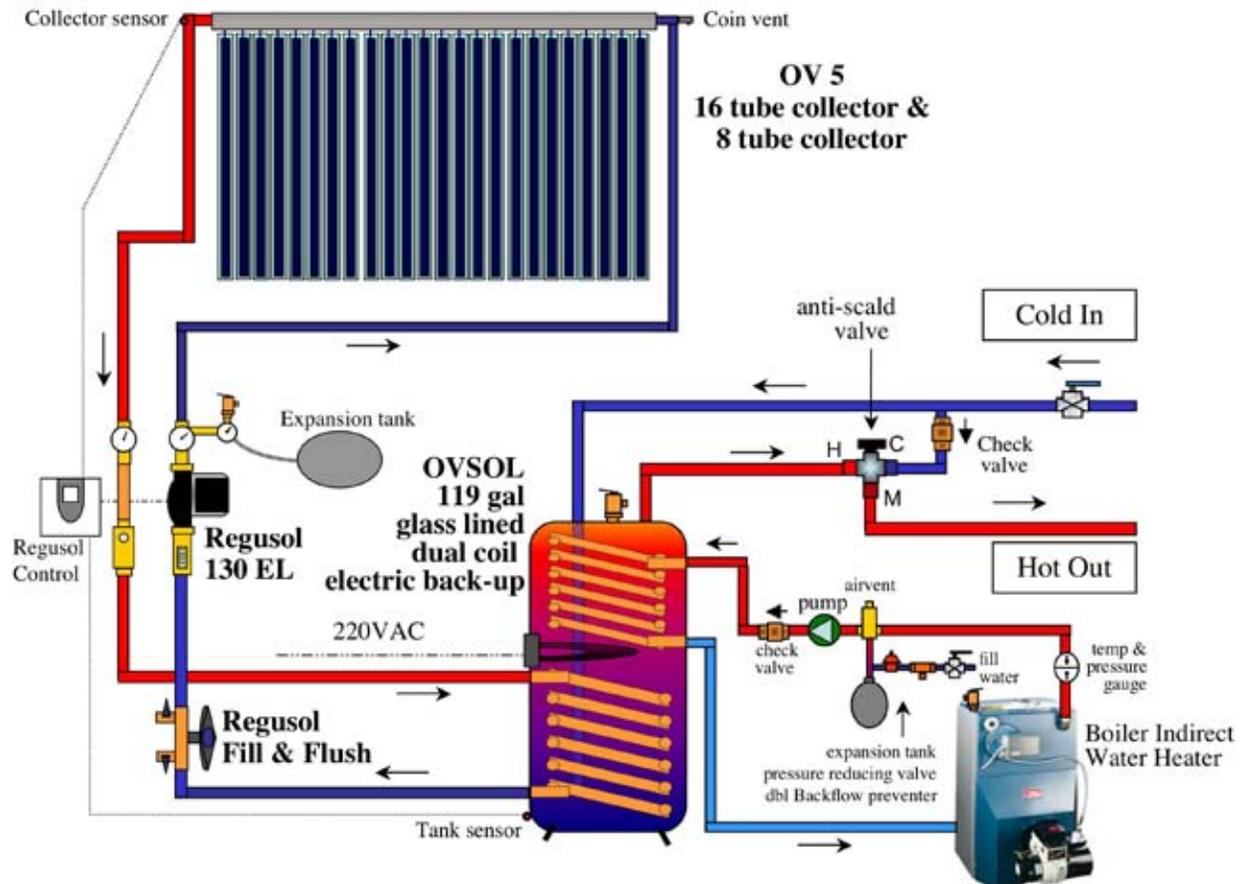 Collector sensor
Coin vent
OV 5
16 tube collector &
8 tube collector
anti-scald
valve
Cold In
Expansion tank
H
C
M
Check
valve
OVSOL
119 gal
glass lined
dual coil
electric back-up
Regusol
Control
Regusol
130 EL
Hot Out
220VAC
airvent
pump
check
valve
fill
water
temp &
pressure
gauge
Regusol
Fill & Flush
Boiler Indirect
Water Heater
expansion tank
pressure reducing valve
dbl Backflow preventer
Tank sensor